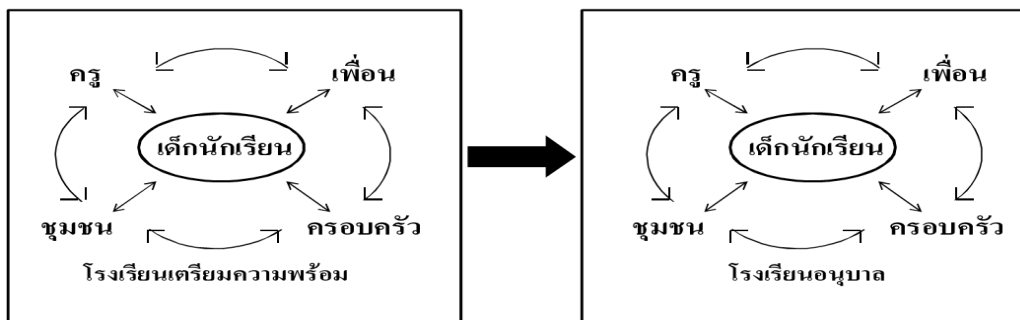 ครู เพื่อน
เด็กนักเรียน
ชุมชน ครอบครัว
โรงเรียนเตรียมความพร้อม
ครู เพื่อน
เด็กนักเรียน
ชุมชน ครอบครัว
โรงเรียนอนุบาล